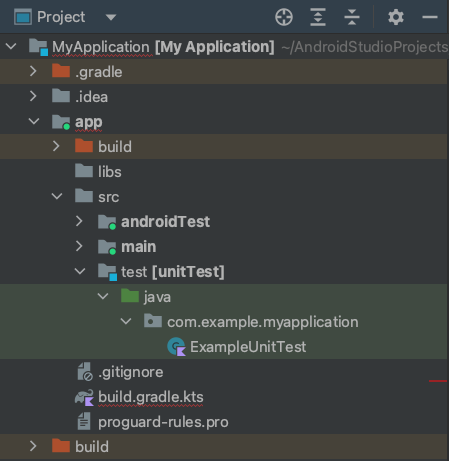 Project
MyApplication [My Application] ~/AndroidStudioProjects
.gradle
.idea
app
build
libs
src
androidTest
main
test [unitTest]
java
com.example.myapplication
ExampleUnitTest
.gitignore
build.gradle.kts
proguard-rules.pro
build